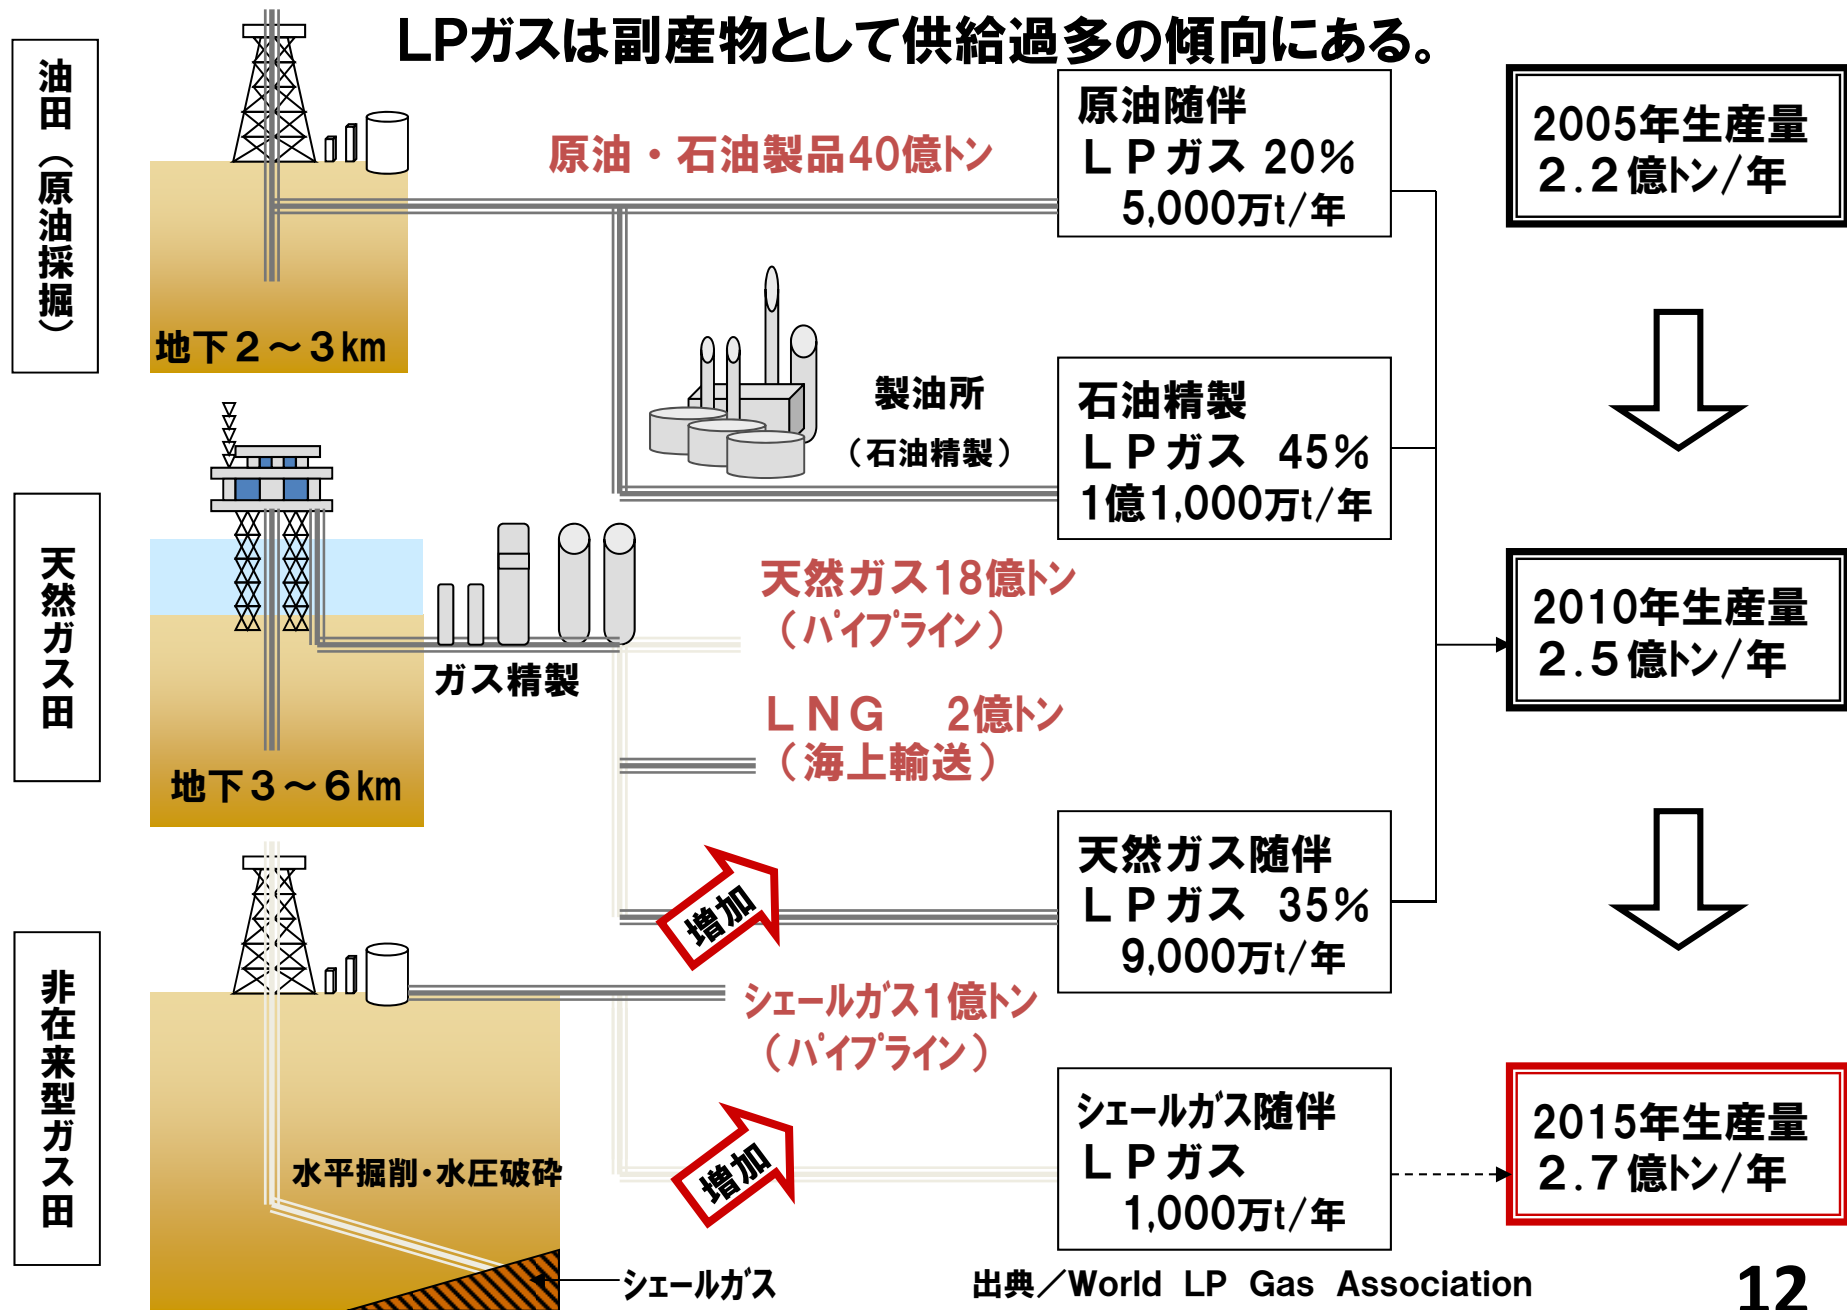 LPガスは副産物として供給過多の傾向にある。
油田（原油採掘）
地下２～３km
原油・石油製品40億トン
原油随伴
ＬＰガス 20％
5,000万t/年
2005年生産量
２.２億トン/年
製油所
（石油精製）
石油精製
ＬＰガス 45％
1億1,000万t/年
天然ガス田
地下３～６km
ガス精製
天然ガス18億トン
（パイプライン）
ＬＮＧ　２億トン
（海上輸送）
2010年生産量
２.５億トン/年
増加
天然ガス随伴
ＬＰガス 35％
9,000万t/年
非在来型ガス田
水平掘削・水圧破砕
シェールガス
シェールガス1億トン
（パイプライン）
増加
シェールガス随伴
ＬＰガス
1,000万t/年
2015年生産量
２.７億トン/年
出典／World LP Gas Association
12